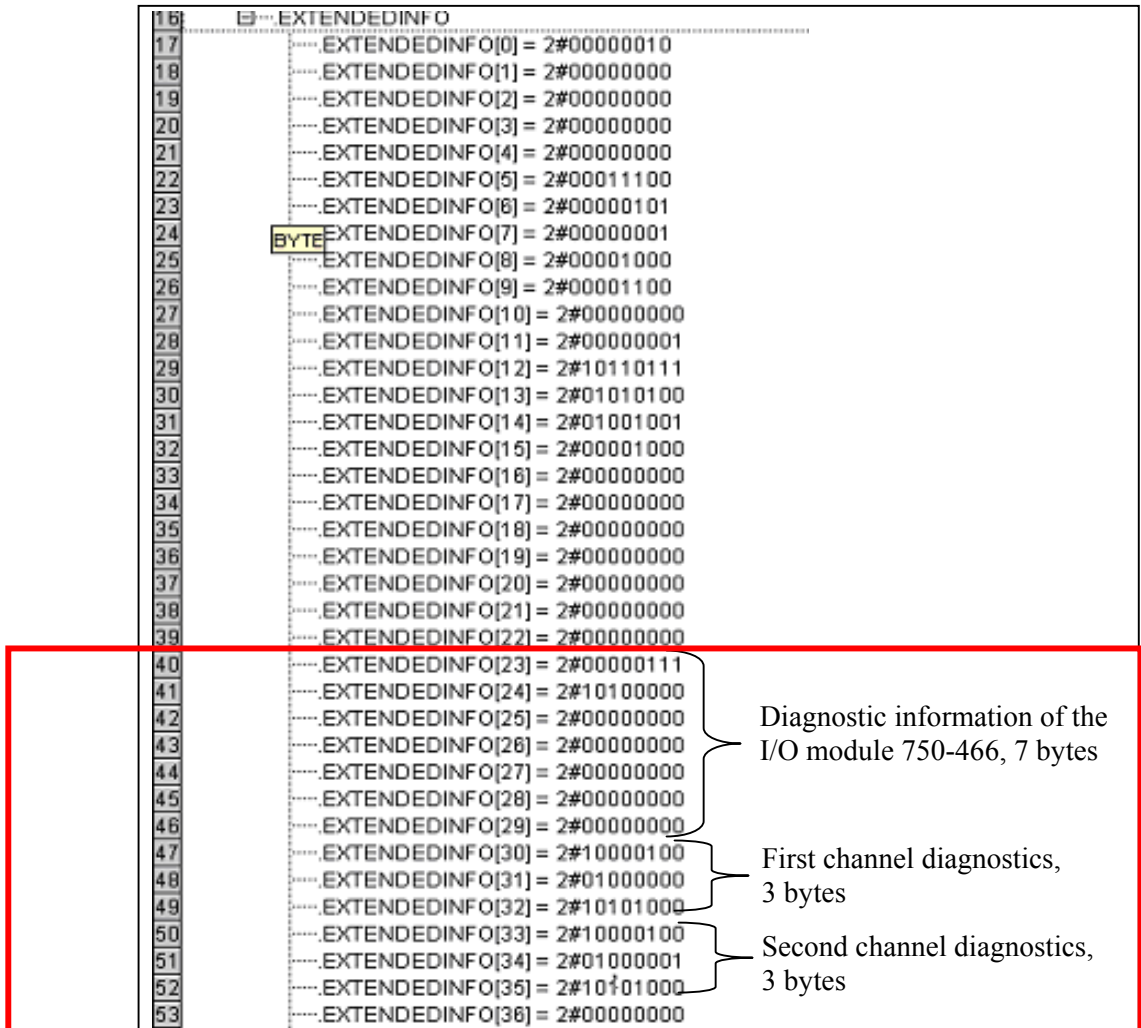 16 .EXTENDEDINFO
17 .EXTENDEDINFO[0] = 2#00000010
18 .EXTENDEDINFO[1] = 2#00000000
19 .EXTENDEDINFO[2] = 2#00000000
20 .EXTENDEDINFO[3] = 2#00000000
21 .EXTENDEDINFO[4] = 2#00000000
22 .EXTENDEDINFO[5] = 2#00011100
23 .EXTENDEDINFO[6] = 2#00000101
24 BYTE EXTENDEDINFO[7] = 2#00000001
25 .EXTENDEDINFO[8] = 2#00001000
26 .EXTENDEDINFO[9] = 2#00001100
27 .EXTENDEDINFO[10] = 2#00000000
28 .EXTENDEDINFO[11] = 2#00000001
29 .EXTENDEDINFO[12] = 2#10110111
30 .EXTENDEDINFO[13] = 2#01010100
31 .EXTENDEDINFO[14] = 2#01001001
32 .EXTENDEDINFO[15] = 2#00001000
33 .EXTENDEDINFO[16] = 2#00000000
34 .EXTENDEDINFO[17] = 2#00000000
35 .EXTENDEDINFO[18] = 2#00000000
36 .EXTENDEDINFO[19] = 2#00000000
37 .EXTENDEDINFO[20] = 2#00000000
38 .EXTENDEDINFO[21] = 2#00000000
39 .EXTENDEDINFO[22] = 2#00000000
40 .EXTENDEDINFO[23] = 2#00000111
41 .EXTENDEDINFO[24] = 2#10100000
42 .EXTENDEDINFO[25] = 2#00000000
43 .EXTENDEDINFO[26] = 2#00000000
44 .EXTENDEDINFO[27] = 2#00000000
45 .EXTENDEDINFO[28] = 2#00000000
46 .EXTENDEDINFO[29] = 2#00000000
Diagnostic information of the
I/O module 750-466, 7 bytes
47 .EXTENDEDINFO[30] = 2#10000100
48 .EXTENDEDINFO[31] = 2#01000000
49 .EXTENDEDINFO[32] = 2#10101000
First channel diagnostics,
3 bytes
50 .EXTENDEDINFO[33] = 2#10000100
51 .EXTENDEDINFO[34] = 2#01000001
52 .EXTENDEDINFO[35] = 2#10101000
Second channel diagnostics,
3 bytes
53 .EXTENDEDINFO[36] = 2#00000000